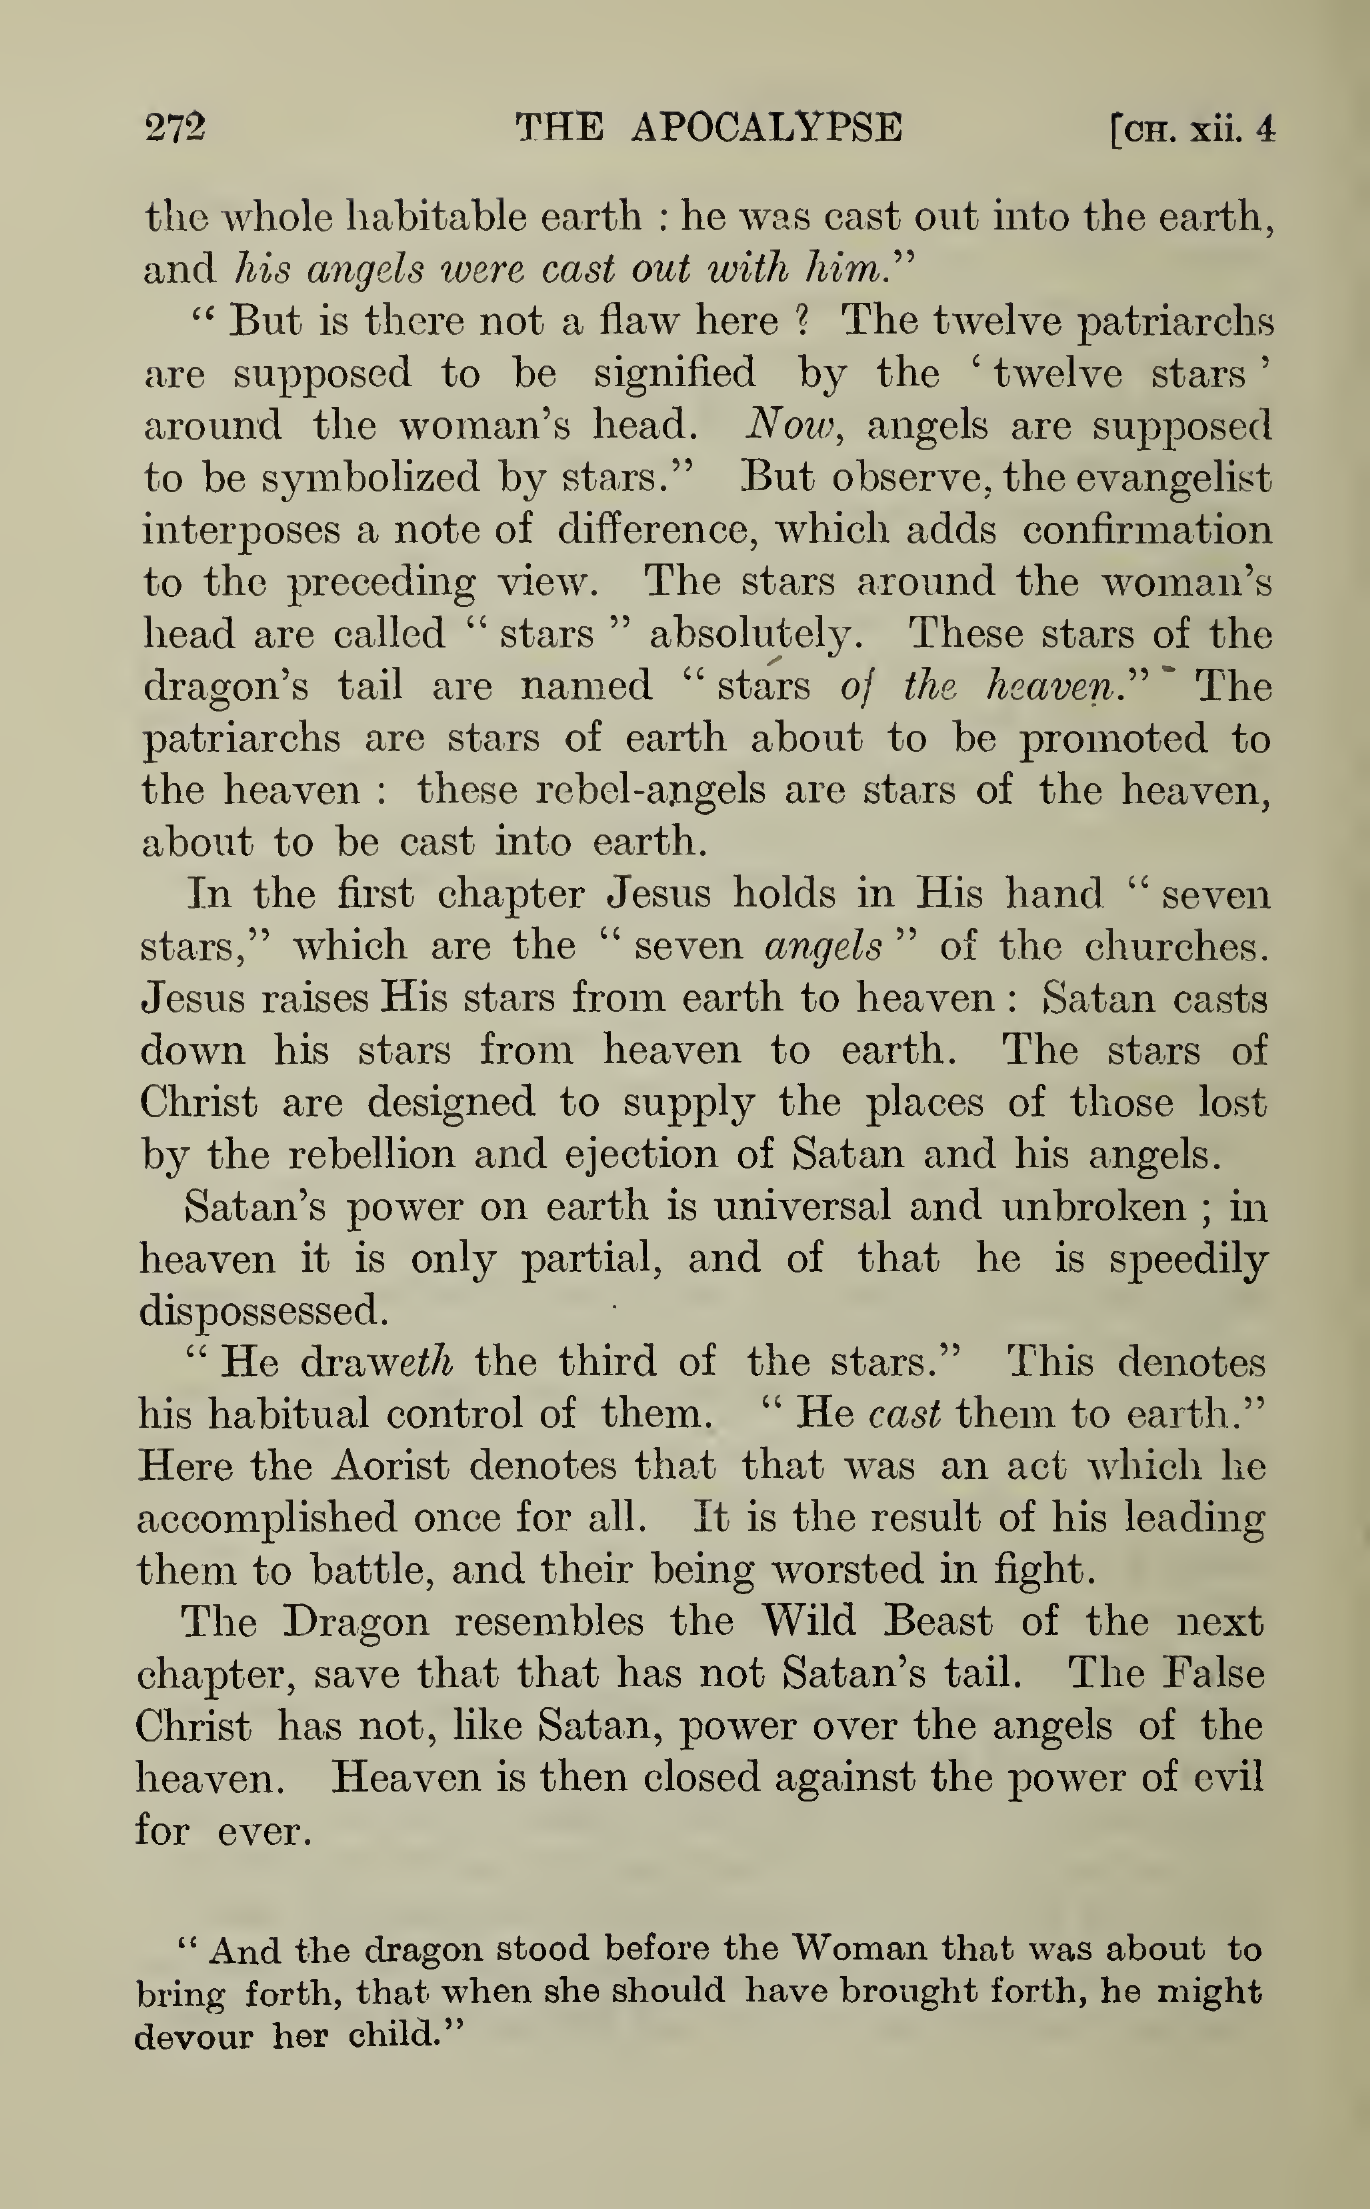 272 THE APOCALYPSE [CH. xii. 4
the whole habitable earth : he was cast out into the earth,
and his angels were cast out with him."
" But is there not a flaw here ? The twelve patriarchs
are supposed to be signified by the ' twelve stars '
around the woman's head. Now, angels are supposed
to be symbolized by stars." But observe, the evangelist
interposes a note of difference, which adds confirmation
to the preceding view. The stars around the woman's
head are called " stars " absolutely. These stars of the
dragon's tail are named " stars of the heaven." The
patriarchs are stars of earth about to be promoted to
the heaven : these rebel-angels are stars of the heaven,
about to be cast into earth.
In the first chapter Jesus holds in His hand " seven
stars," which are the " seven angels " of the churches.
Jesus raises His stars from earth to heaven : Satan casts
down his stars from heaven to earth. The stars of
Christ are designed to supply the places of those lost
by the rebellion and ejection of Satan and his angels.
Satan's power on earth is universal and unbroken ; in
heaven it is only partial, and of that he is speedily
dispossessed.
" He draweth the third of the stars." This denotes
his habitual control of them. " He cast them to earth."
Here the Aorist denotes that that was an act which he
accomplished once for all. It is the result of his leading
them to battle, and their being worsted in fight.
The Dragon resembles the Wild Beast of the next
chapter, save that that has not Satan's tail. The False
Christ has not, like Satan, power over the angels of the
heaven. Heaven is then closed against the power of evil
for ever.
" And the dragon stood before the Woman that was about to
bring forth, that when she should have brought forth, he might
devour her child."